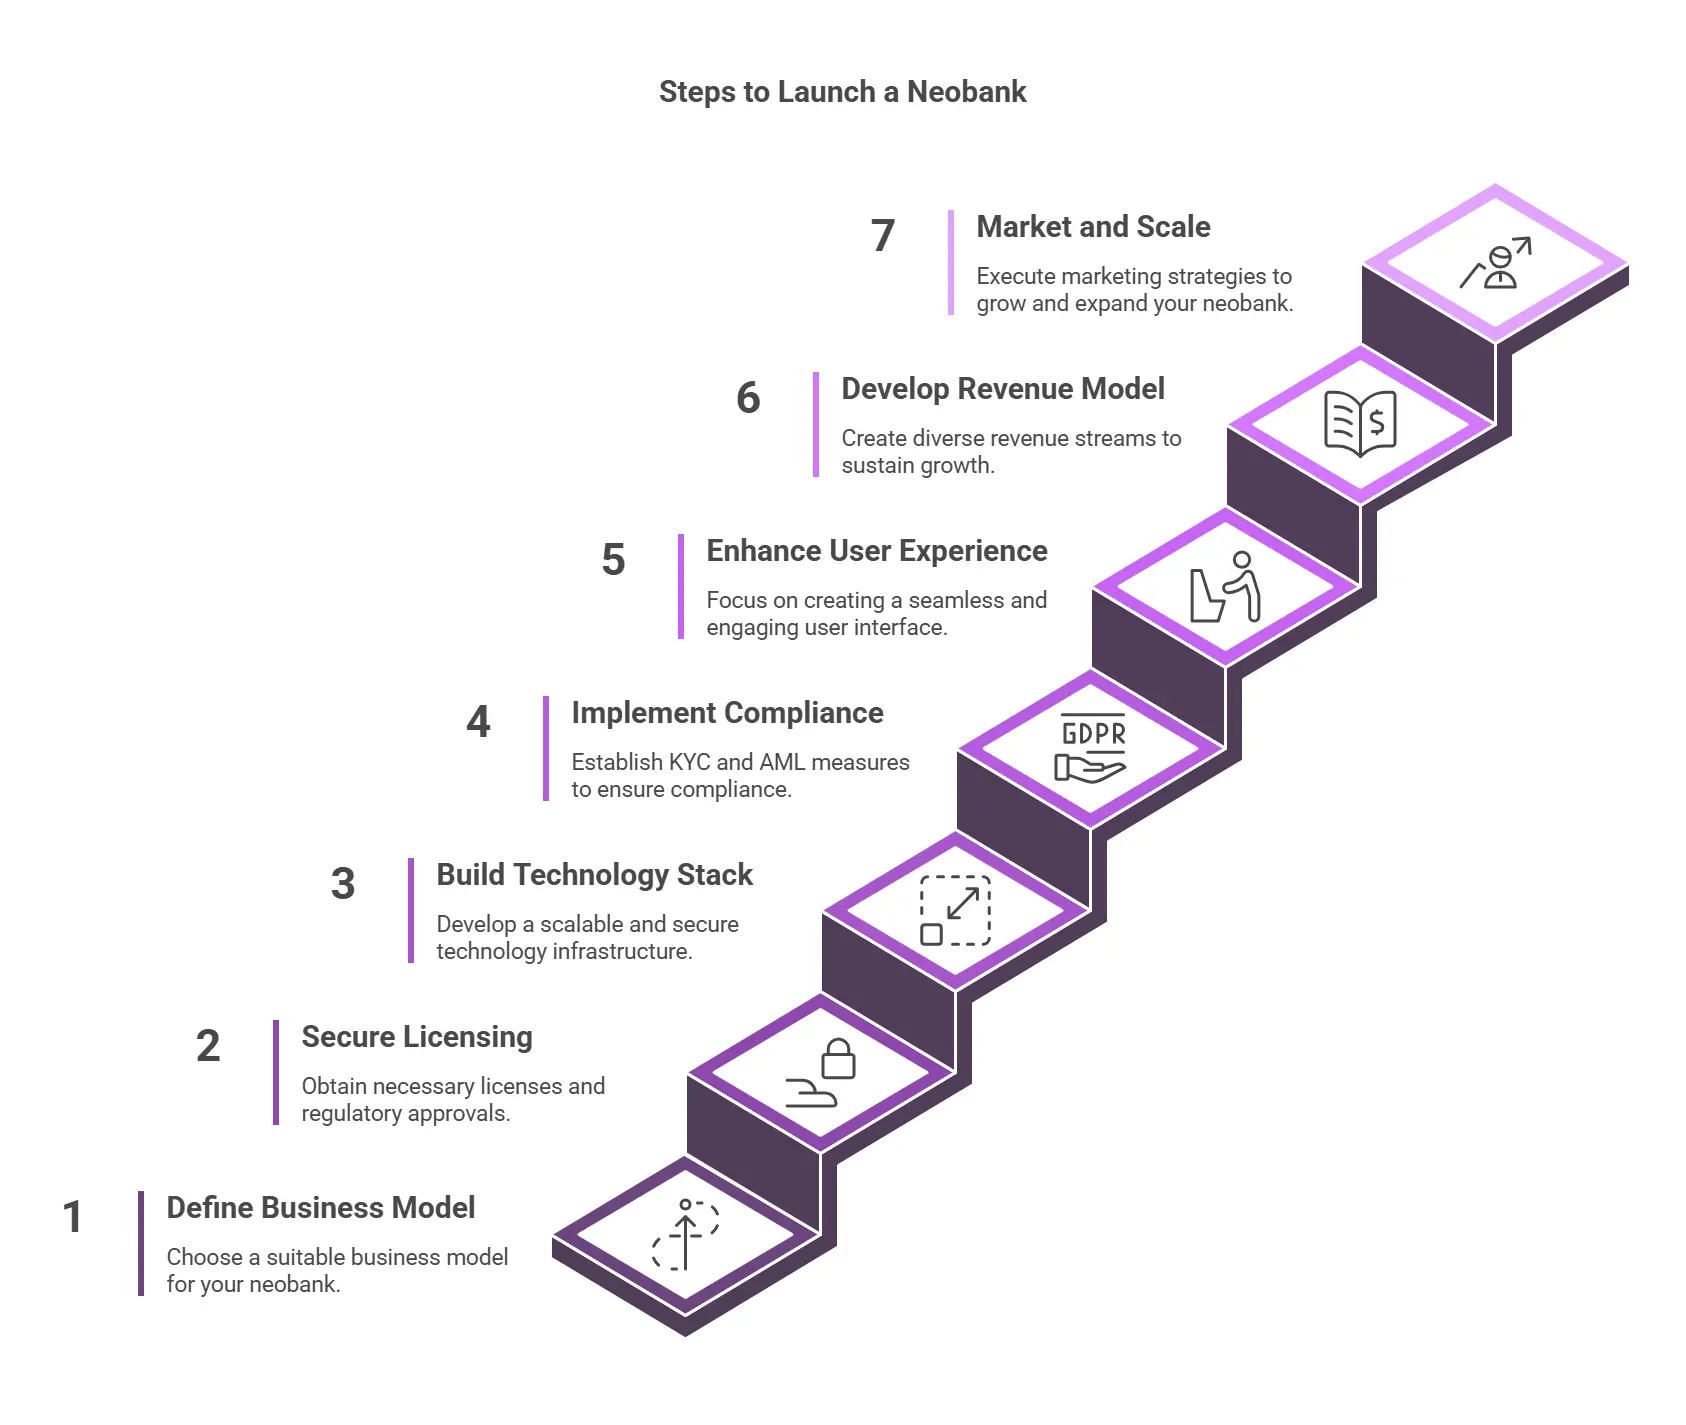 Steps to Launch a Neobank
7
Market and Scale
Execute marketing strategies to
grow and expand your neobank.
6
Develop Revenue Model
Create diverse revenue streams to
sustain growth.
$
5
Enhance User Experience
Focus on creating a seamless and
engaging user interface.
4
Implement Compliance
Establish KYC and AML measures
to ensure compliance.
GDPR
3
Build Technology Stack
Develop a scalable and secure
technology infrastructure.
2
Secure Licensing
Obtain necessary licenses and
regulatory approvals.
1
Define Business Model
Choose a suitable business model
for your neobank.